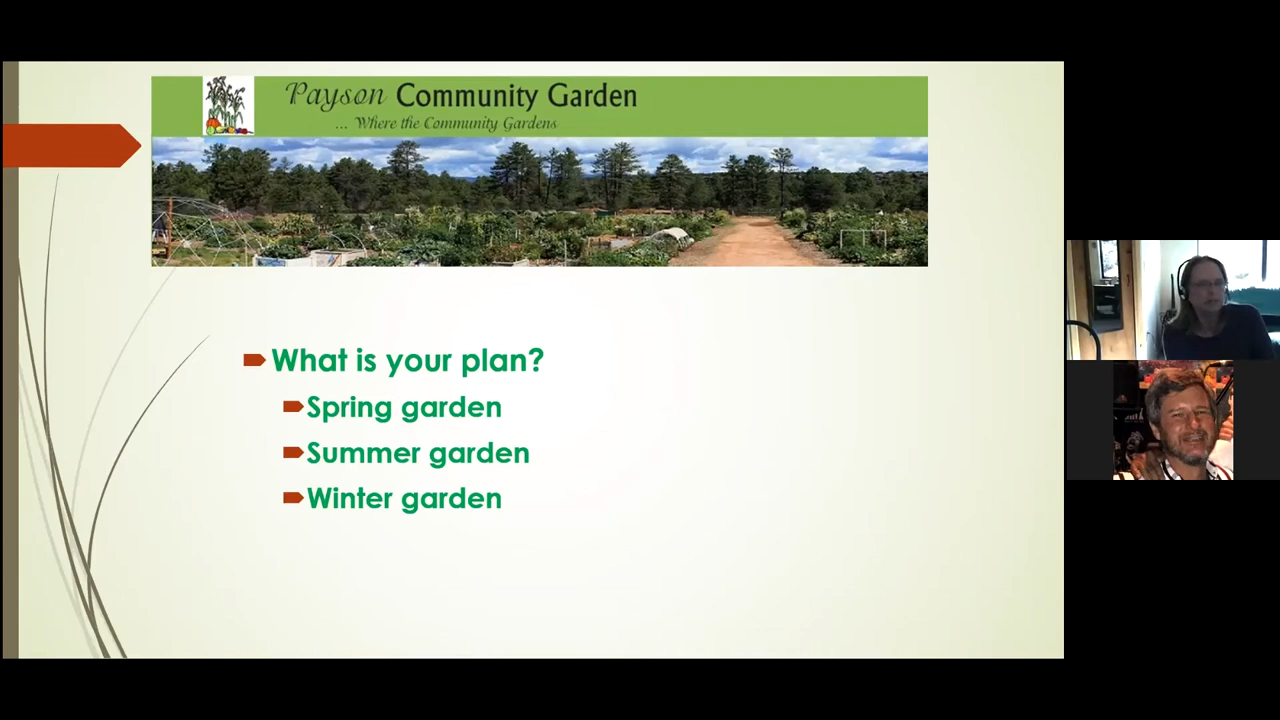 Payson Community Garden
... Where the Community Gardens
What is your plan?
Spring garden
Summer garden
Winter garden